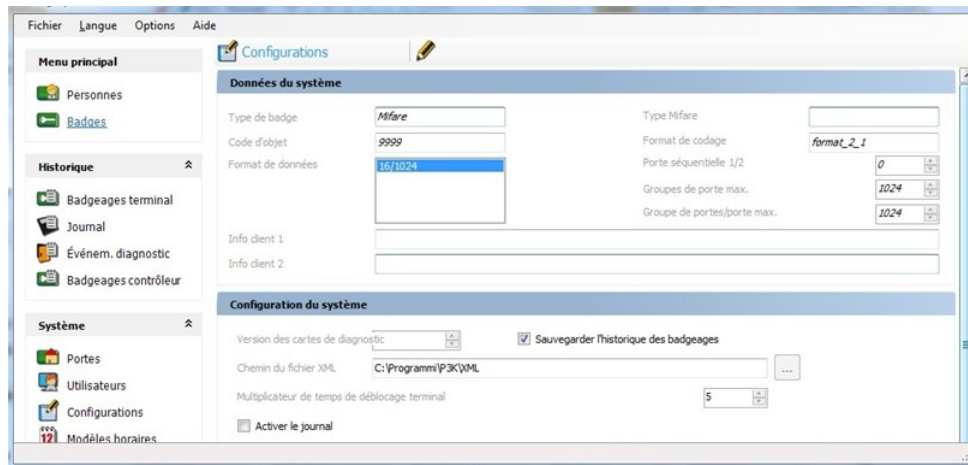 Fichier Langue Options Aide
Menu principal
Personnes
Badges
Historique
Badgeages terminal
Journal
Événem. diagnostic
Badgeages contrôleur
Système
Portes
Utilisateurs
Configurations
12 Modèles horaires
Configurations
Données du système
Type de badge Mifare Type Mifare
Code d'objet 9999 Format de codage format_2_1
Format de données 16/1024 Porte séquentielle 1/2 0
Groupes de porte max. 1024
Groupe de portes/porte max. 1024
Info client 1
Info client 2
Configuration du système
Version des cartes de diagnostic Sauvegarder l'historique des badgeages
Chemin du fichier XML C:\Programmi\P3K\XML ...
Multiplicateur de temps de déblocage terminal 5
Activer le journal